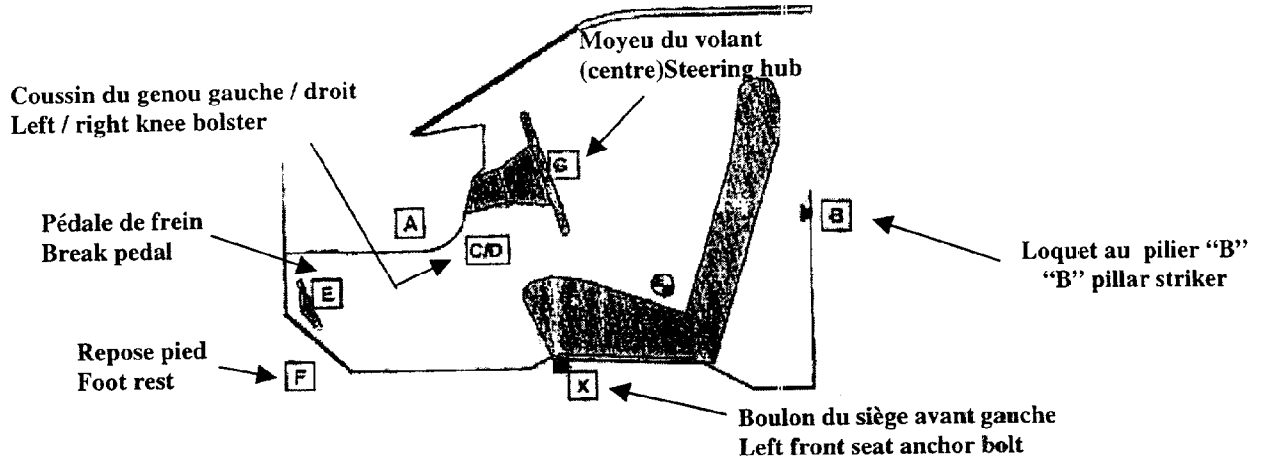 Moyeu du volant
(centre)Steering hub
Coussin du genou gauche / droit
Left / right knee bolster
G
A
B
Pédale de frein
Break pedal
C/D
Loquet au pilier “B”
“B” pillar striker
E
Repose pied
Foot rest
F
X
Boulon du siège avant gauche
Left front seat anchor bolt